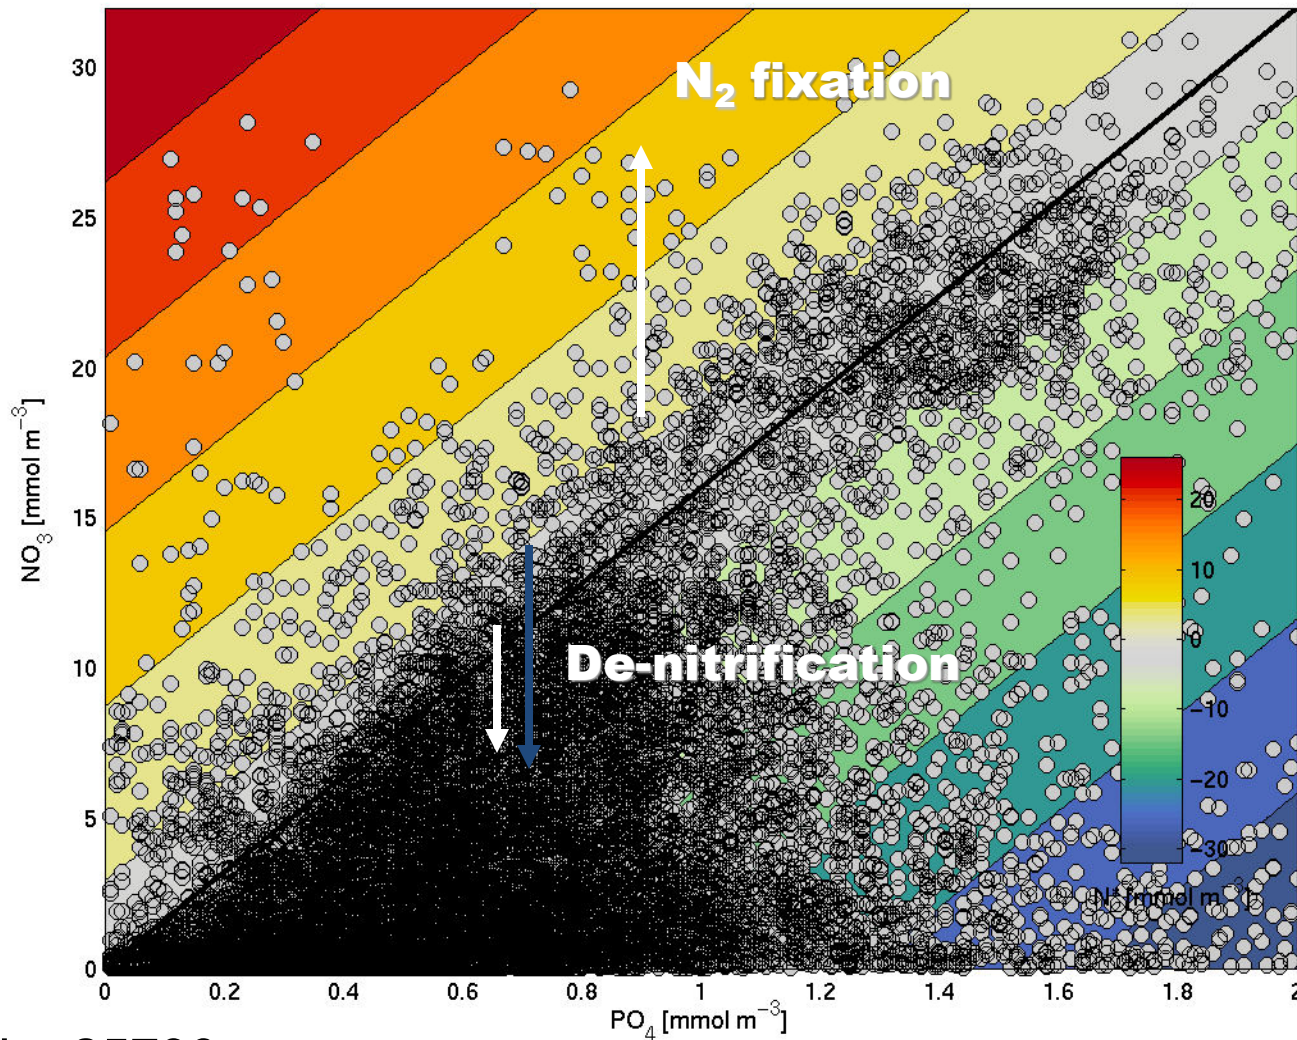 N₂ fixation
De-nitrification
30
25
20
15
10
5
0
NO₃ [mmol m⁻³]
0 0.2 0.4 0.6 0.8 1 1.2 1.4 1.6 1.8 2
PO₄ [mmol m⁻³]
20
10
0
-10
-20
-30
N* [mmol m⁻³]